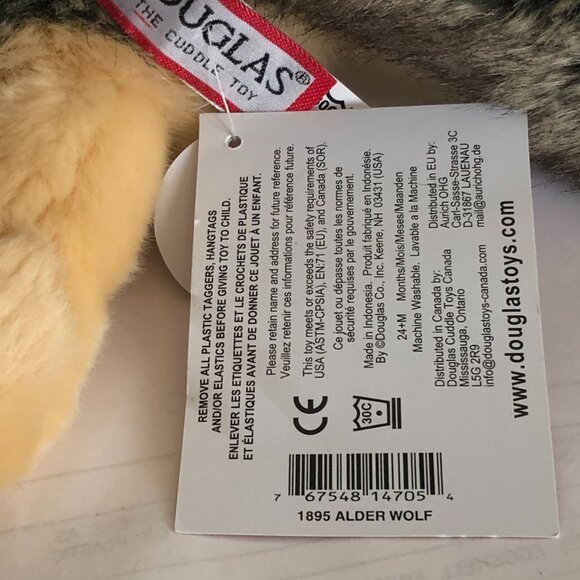 DOUGLAS®
THE CUDDLE TOY
REMOVE ALL PLASTIC TAGGERS, HANGTAGS
AND/OR ELASTICS BEFORE GIVING TOY TO CHILD.
ENLEVER LES ETIQUETTES ET LE CROCHETS DE PLASTIQUE
ET ÉLASTIQUES AVANT DE DONNER CE JOUET À UN ENFANT.
Please retain name and address for future reference.
Veuillez retenir ces informations pour référence future.
This toy meets or exceeds the safety requirements of
USA (ASTM-CPSIA), EN:71 (EU), and Canada (SOR).
Ce jouet ou dépasse toutes les normes de
sécurité requises par le gouvernement.
Made in Indonesia. Produit fabriqué en Indonésie.
By ©Douglas Co., Inc. Keene, NH 03431 (USA)
24+M Months/Mois/Meses/Maanden
Machine Washable. Lavable a la Machine
Distributed in Canada by:
Douglas Cuddle Toys Canada
Mississauga, Ontario
L5G 2R9
info@douglastoys-canada.com
Distributed in EU by:
Aurich OHG
Carl-Sasse-Strasse 3C
D-31867 LAUENAU
mail@aurichohg.de
www.douglastoys.com
CE
30C
7 67548 14705 4
1895 ALDER WOLF